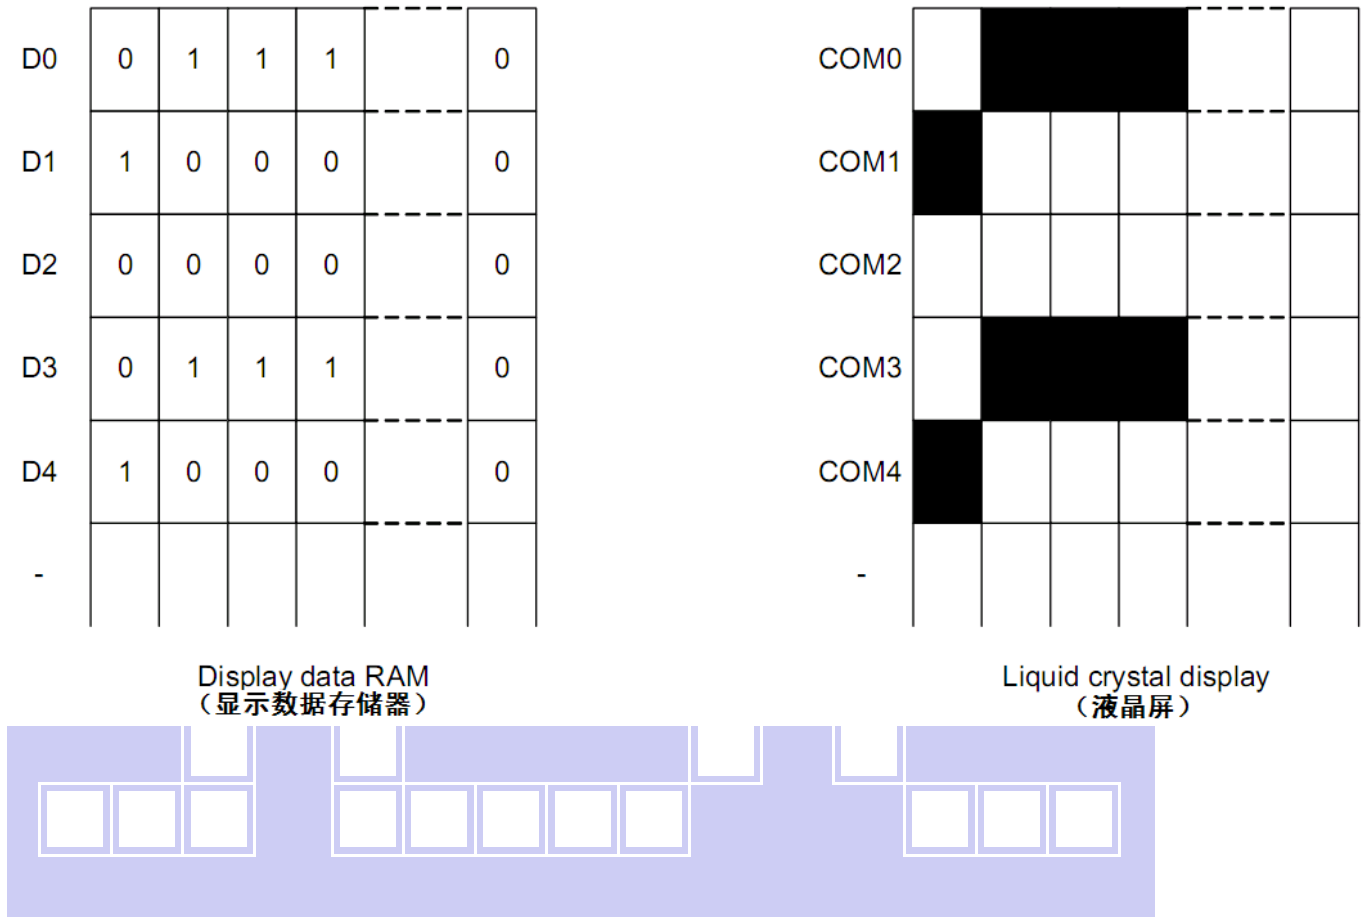 D0 0 1 1 1 0 COM0
D1 1 0 0 0 0 COM1
D2 0 0 0 0 0 COM2
D3 0 1 1 1 0 COM3
D4 1 0 0 0 0 COM4
- -
Display data RAM
(显示数据存储器)
Liquid crystal display
(液晶屏)